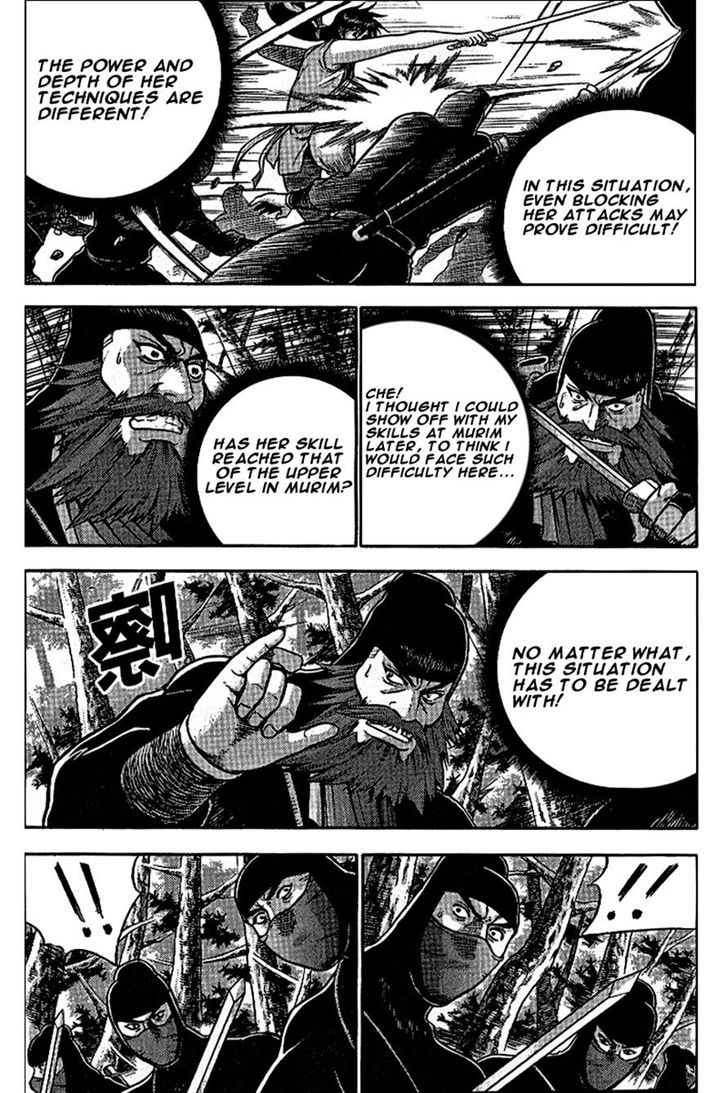 THE POWER AND
DEPTH OF HER
TECHNIQUES ARE
DIFFERENT!
IN THIS SITUATION,
EVEN BLOCKING
HER ATTACKS MAY
PROVE DIFFICULT!
HAS HER SKILL
REACHED THAT
OF THE UPPER
LEVEL IN MURIM?
CHE!
I THOUGHT I COULD
SHOW OFF WITH MY
SKILLS AT MURIM
LATER, TO THINK I
WOULD FACE SUCH
DIFFICULTY HERE...
NO MATTER WHAT,
THIS SITUATION
HAS TO BE DEALT
WITH!
!!
!!